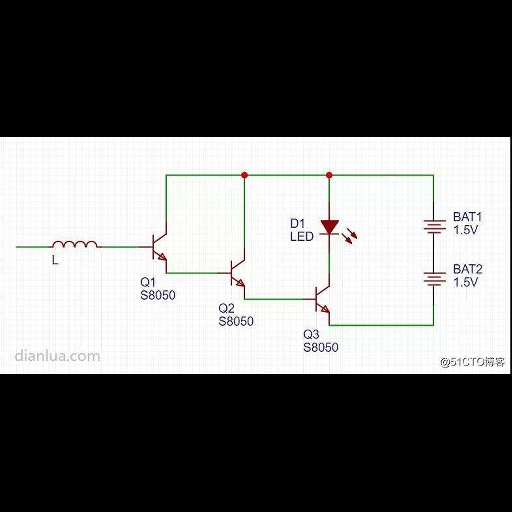 D1
LED
BAT1
1.5V
L
BAT2
1.5V
Q1
S8050
Q2
S8050
Q3
S8050
dianlua.com
@51CTO博客